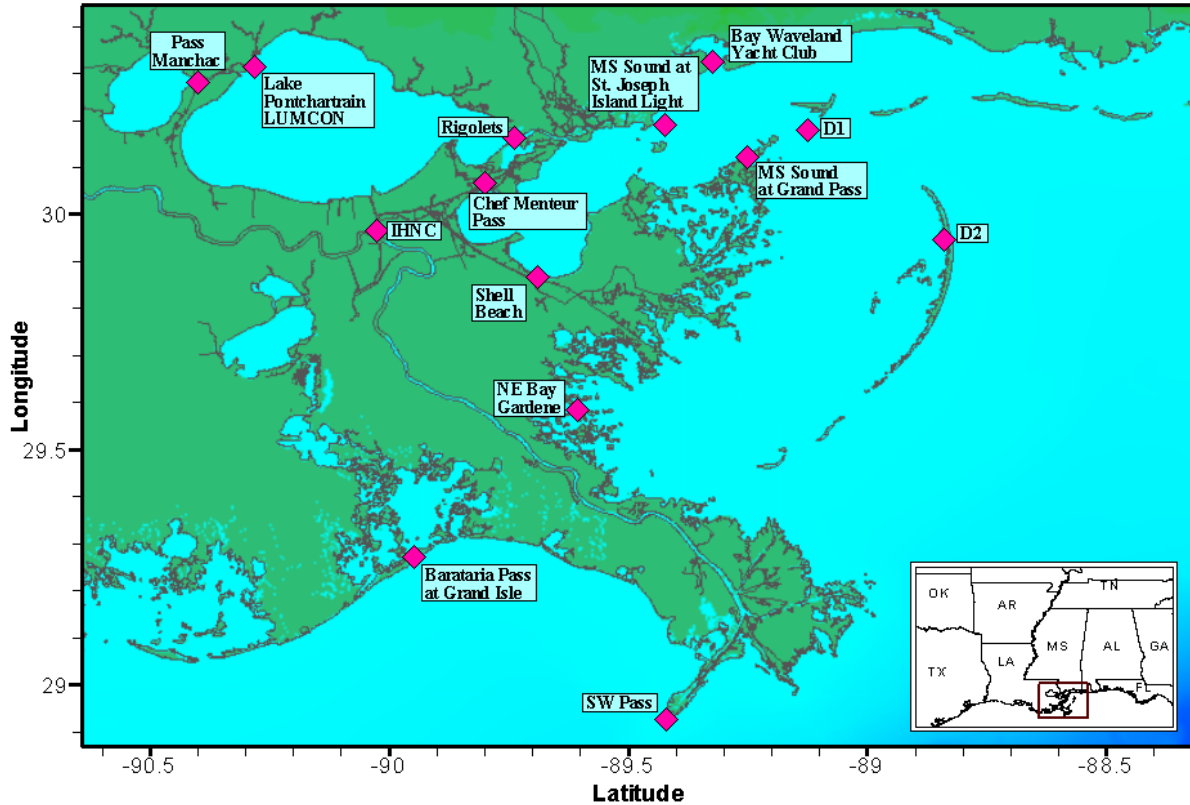 Pass
Manchac
Lake
Pontchartrain
LUMCON
Bay Waveland
Yacht Club
MS Sound at
St. Joseph
Island Light
Rigolets
D1
MS Sound
at Grand Pass
Chef Menteur
Pass
IHNC
D2
Shell
Beach
NE Bay
Gardene
Barataria Pass
at Grand Isle
SW Pass
30
29.5
29
Longitude
-90.5
-90
-89.5
-89
-88.5
Latitude
OK
AR
TN
TX
LA
MS
AL
GA
FL